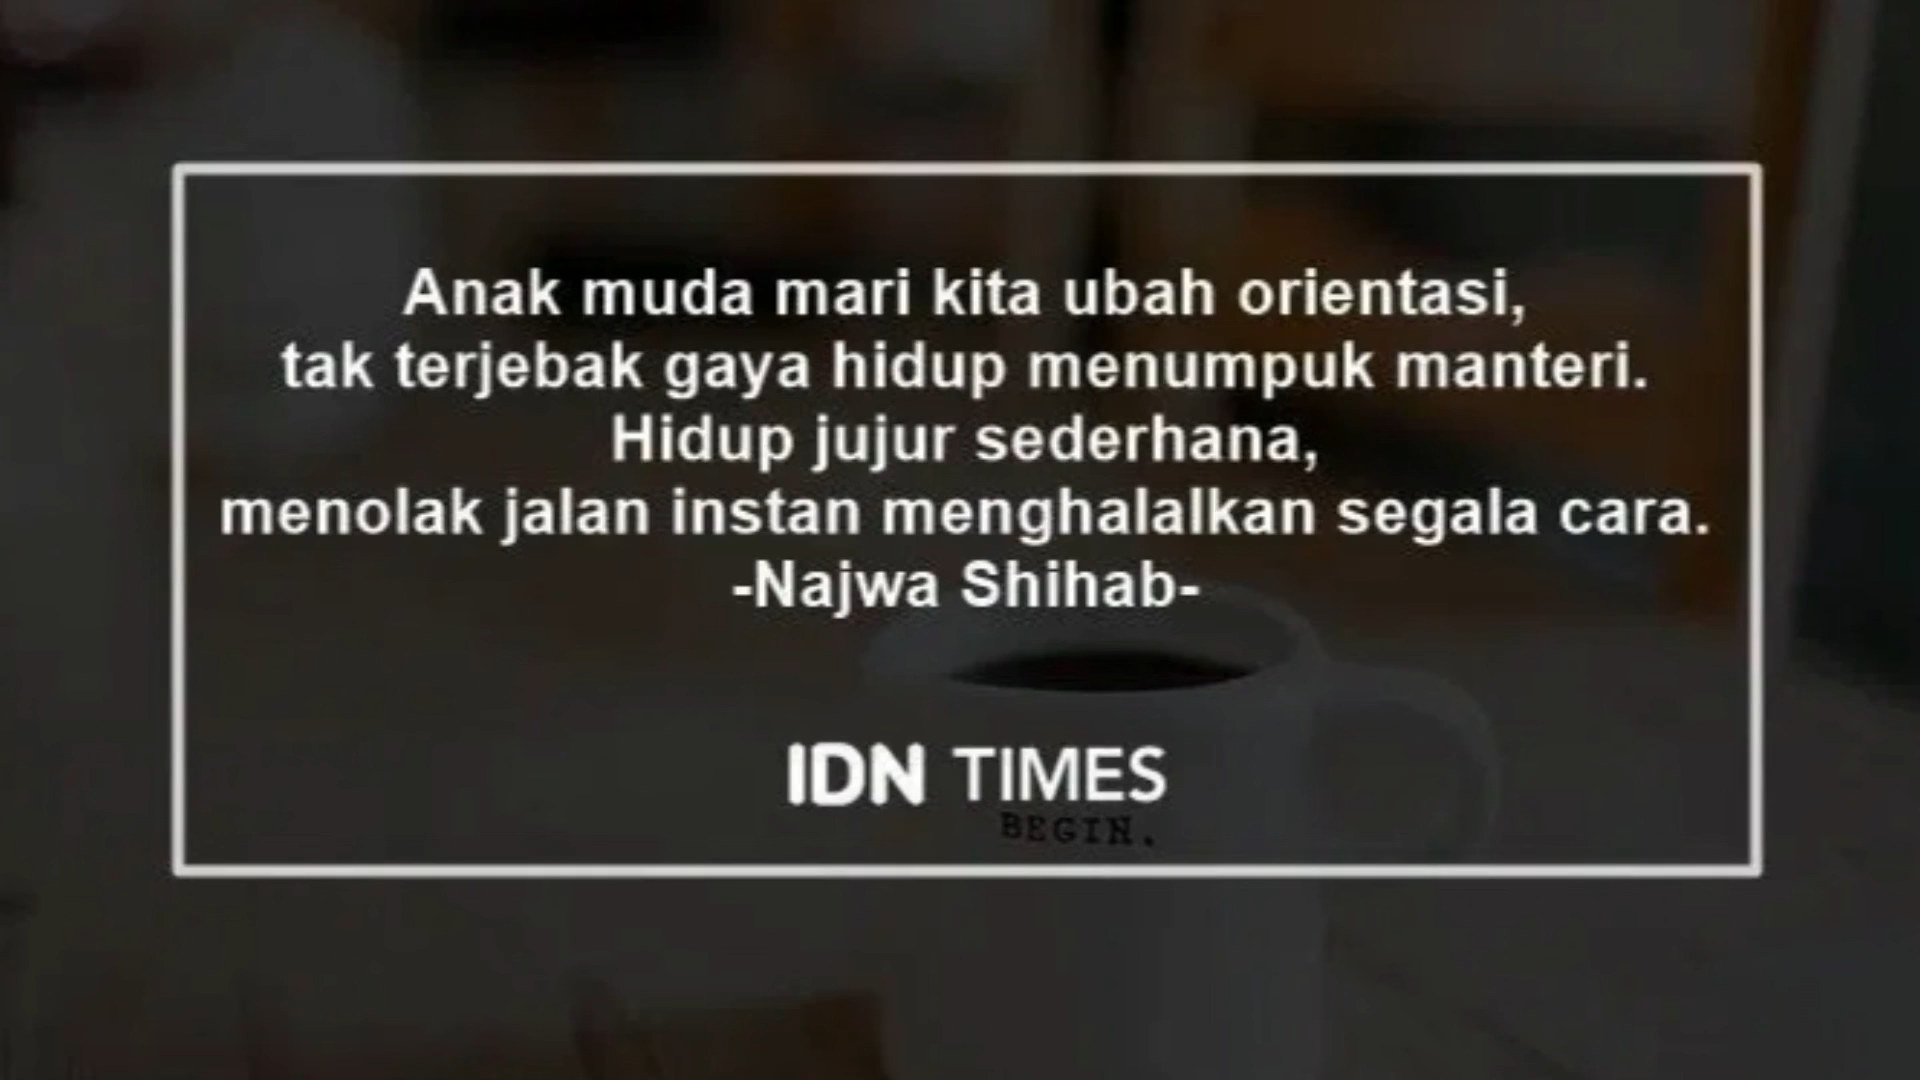 Anak muda mari kita ubah orientasi,
tak terjebak gaya hidup menumpuk manteri.
Hidup jujur sederhana,
menolak jalan instan menghalalkan segala cara.
-Najwa Shihab-
IDN TIMES
BEGIN.